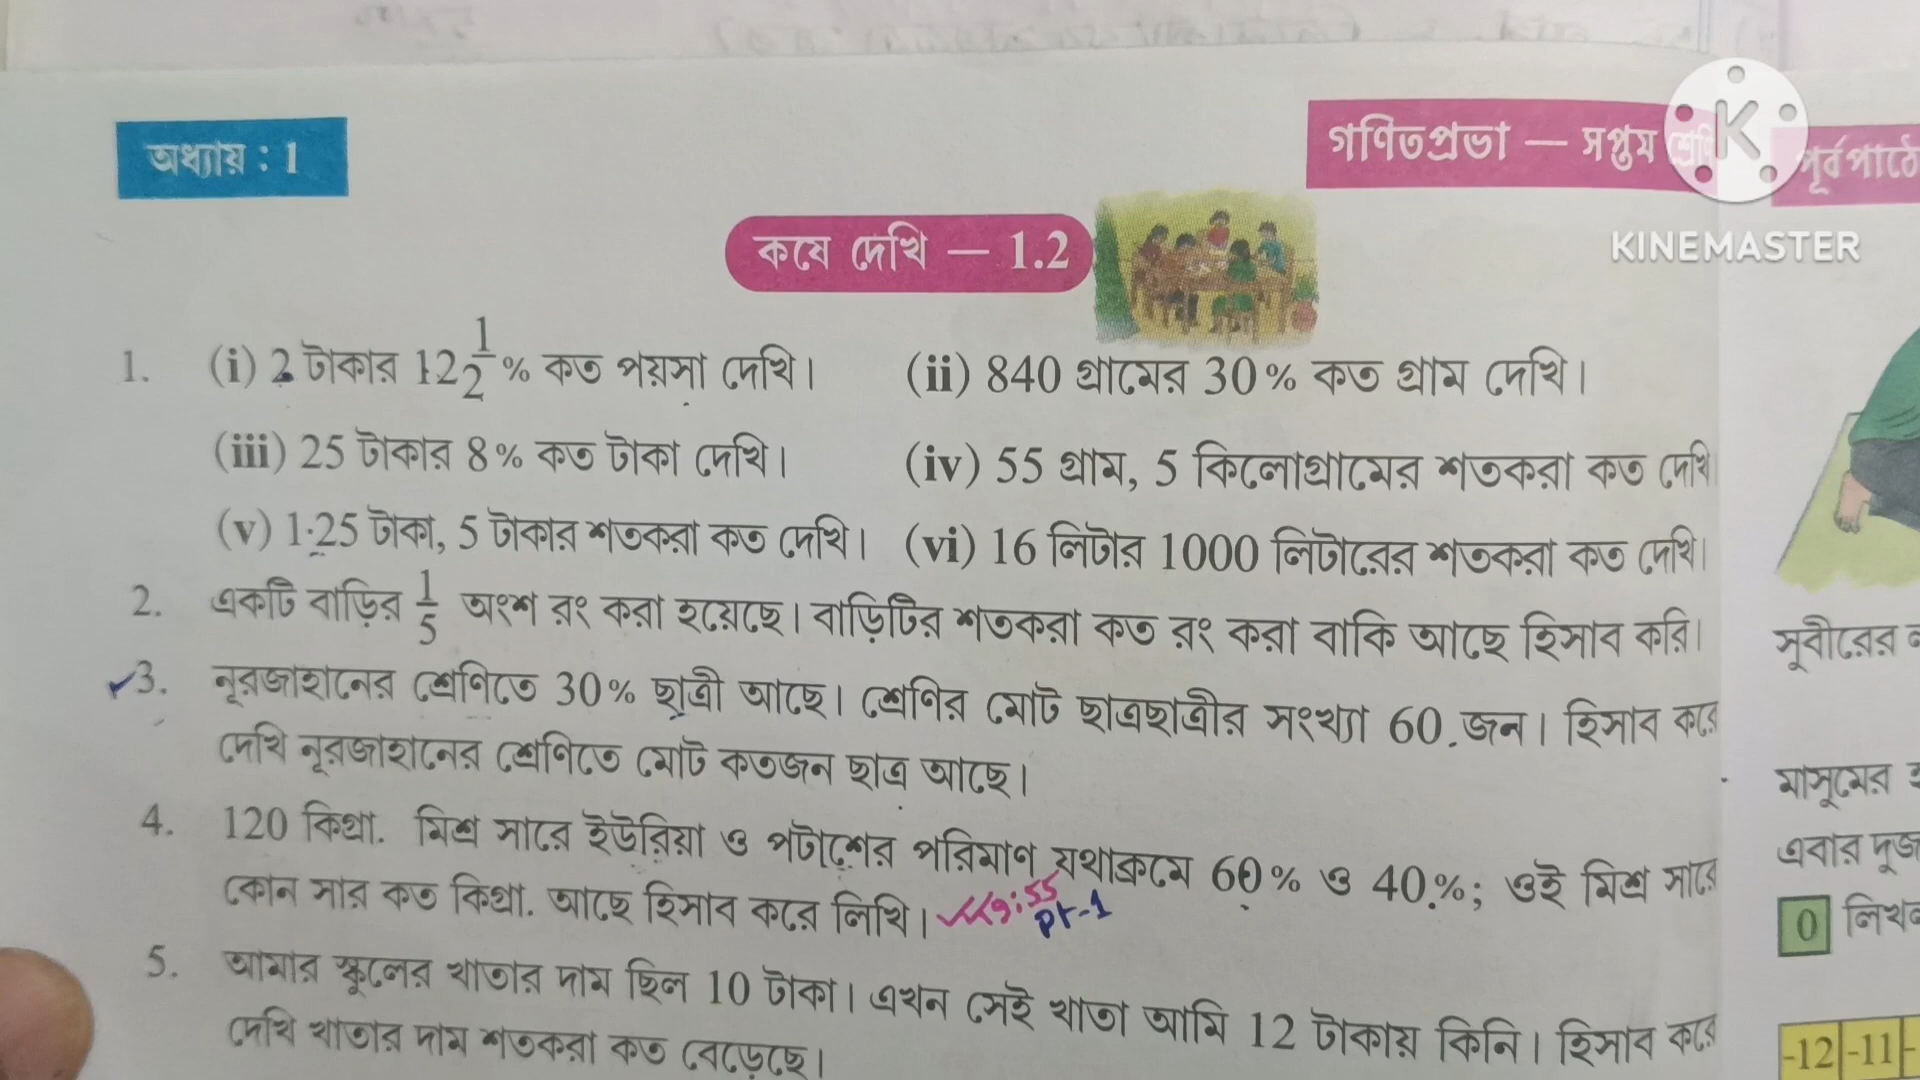 অধ্যায় : 1
গণিতপ্রভা — সপ্তম শ্রেণি
K
KINEMASTER
কষে দেখি — 1.2
1. (i) 2 টাকার 12 1/2 % কত পয়সা দেখি। (ii) 840 গ্রামের 30% কত গ্রাম দেখি।
(iii) 25 টাকার 8% কত টাকা দেখি। (iv) 55 গ্রাম, 5 কিলোগ্রামের শতকরা কত দেখি
(v) 1·25 টাকা, 5 টাকার শতকরা কত দেখি। (vi) 16 লিটার 1000 লিটারের শতকরা কত দেখি।
2. একটি বাড়ির 1/5 অংশ রং করা হয়েছে। বাড়িটির শতকরা কত রং করা বাকি আছে হিসাব করি।
3. নূরজাহানের শ্রেণিতে 30% ছাত্রী আছে। শ্রেণির মোট ছাত্রছাত্রীর সংখ্যা 60 জন। হিসাব করে
দেখি নূরজাহানের শ্রেণিতে মোট কতজন ছাত্র আছে।
4. 120 কিগ্রা. মিশ্র সারে ইউরিয়া ও পটাশের পরিমাণ যথাক্রমে 60% ও 40%; ওই মিশ্র সারে
কোন সার কত কিগ্রা. আছে হিসাব করে লিখি।
pt-1
5. আমার স্কুলের খাতার দাম ছিল 10 টাকা। এখন সেই খাতা আমি 12 টাকায় কিনি। হিসাব করে
দেখি খাতার দাম শতকরা কত বেড়েছে।
সুবীরের
মাসুমের
এবার
0
-12 -11